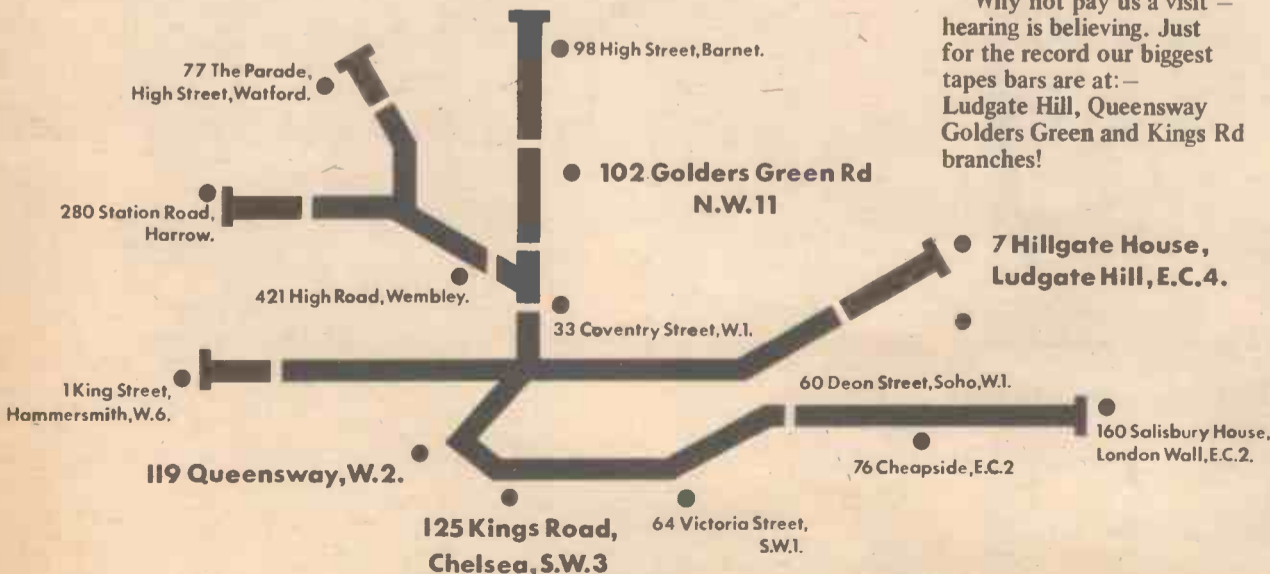 Why not pay us a visit –
hearing is believing. Just
for the record our biggest
tapes bars are at:–
Ludgate Hill, Queensway
Golders Green and Kings Rd
branches!
98 High Street, Barnet.
77 The Parade,
High Street, Watford.
102 Golders Green Rd
N.W.11
280 Station Road,
Harrow.
7 Hillgate House,
Ludgate Hill, E.C.4.
421 High Road, Wembley.
33 Coventry Street, W.1.
1 King Street,
Hammersmith, W.6.
60 Deon Street, Soho, W.1.
160 Salisbury House,
London Wall, E.C.2.
76 Cheapside, E.C.2
119 Queensway, W.2.
125 Kings Road,
Chelsea, S.W.3
64 Victoria Street,
S.W.1.